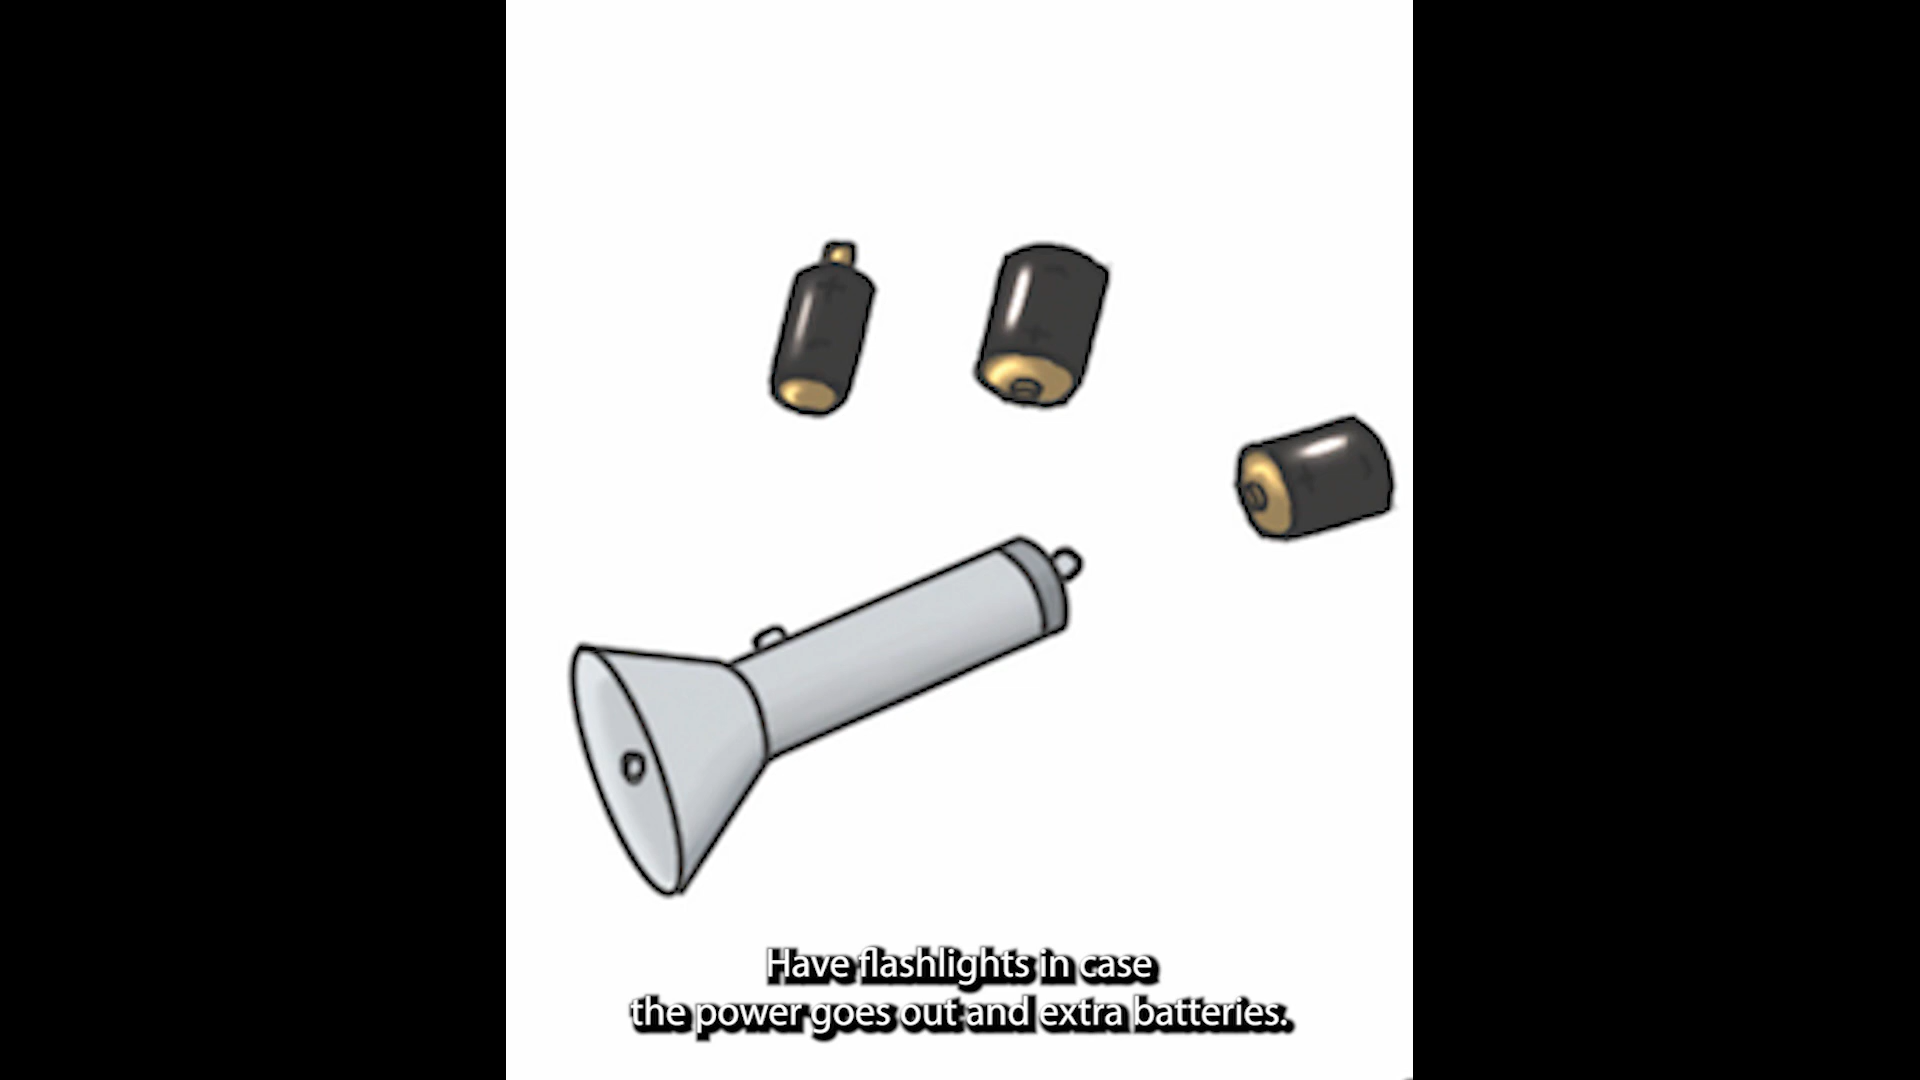 Have flashlights in case
the power goes out and extra batteries.